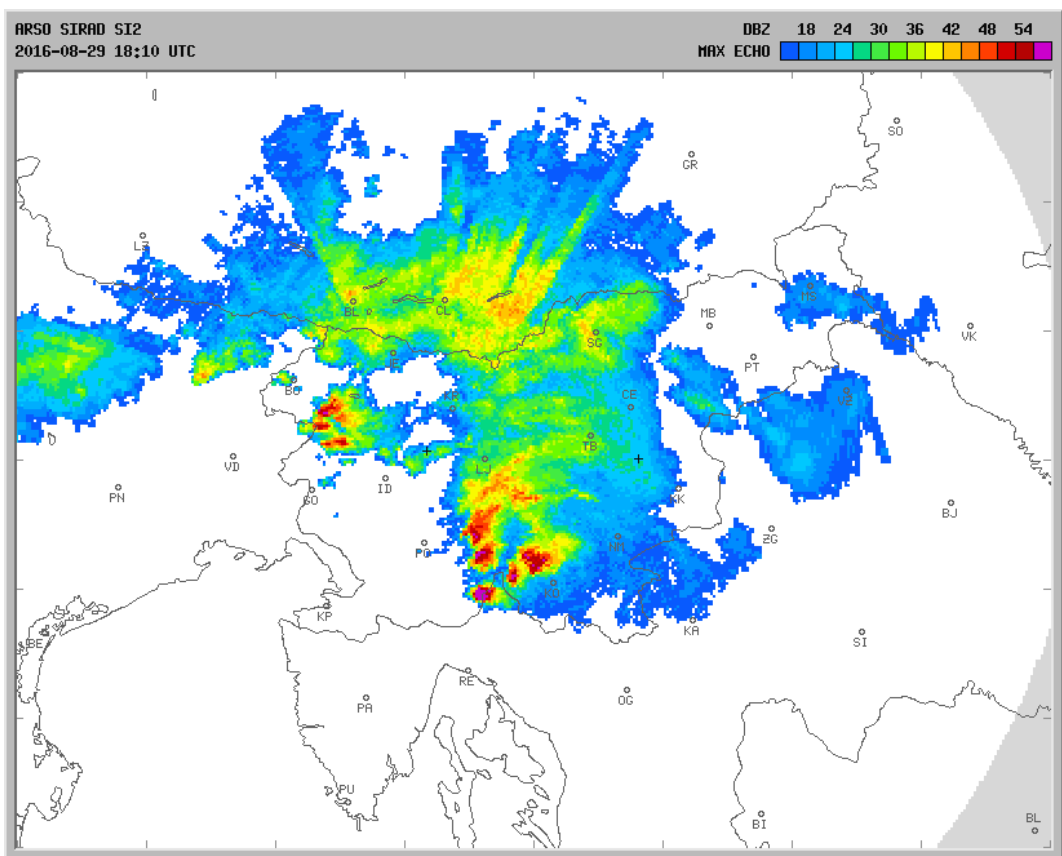 ARSO SIRAD SI2
DBZ 18 24 30 36 42 48 54
2016-08-29 18:10 UTC
MAX ECHO
SO
GR
LZ
MS
BL
CL
MB
VK
SG
PT
BO
KR
CE
VD
TB
LJ
PN
GO
ID
KK
BJ
PO
NM
ZG
KO
KP
KA
SI
BE
RE
PA
OG
PU
BI
BL